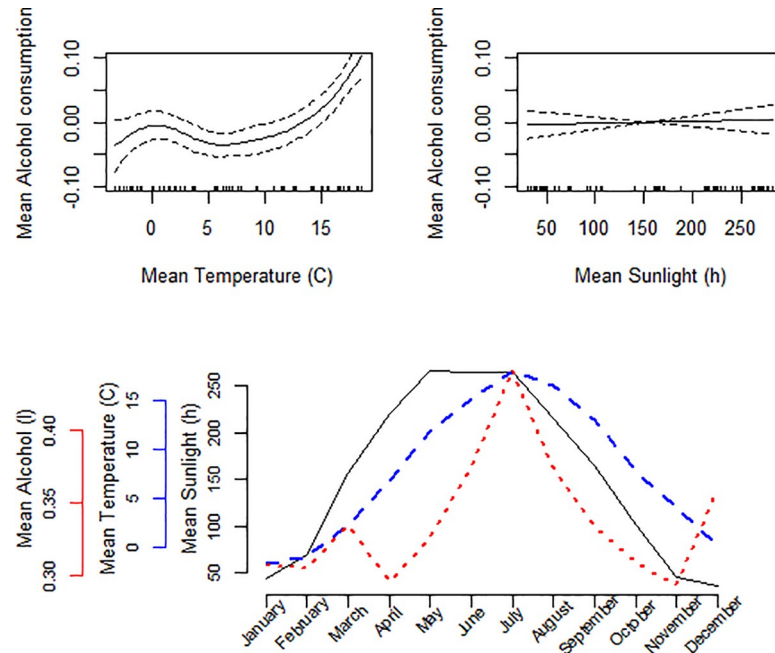 Mean Alcohol consumption
0.10
0.00
-0.10
0 5 10 15
Mean Temperature (C)
Mean Alcohol consumption
0.10
0.00
-0.10
50 100 150 200 250
Mean Sunlight (h)
Mean Alcohol (l)
0.40
0.35
0.30
Mean Temperature (C)
15
10
5
0
Mean Sunlight (h)
250
200
150
100
50
January February March April May June July August September October November December